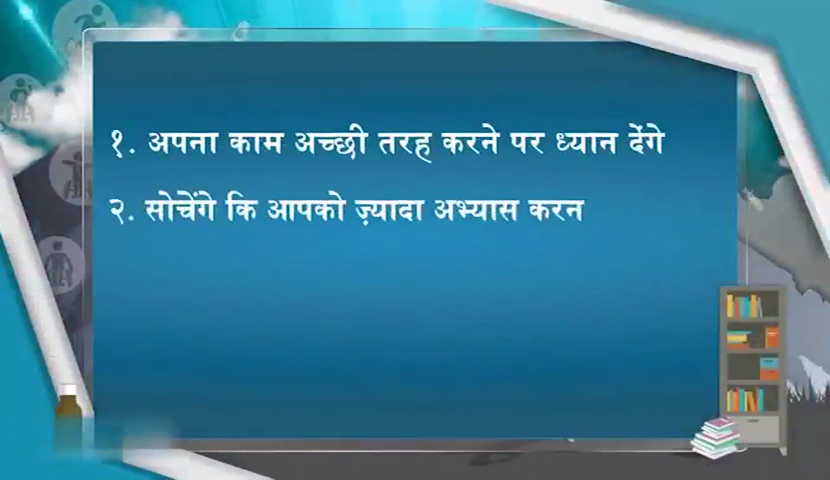 १. अपना काम अच्छी तरह करने पर ध्यान देंगे
२. सोचेंगे कि आपको ज़्यादा अभ्यास करन